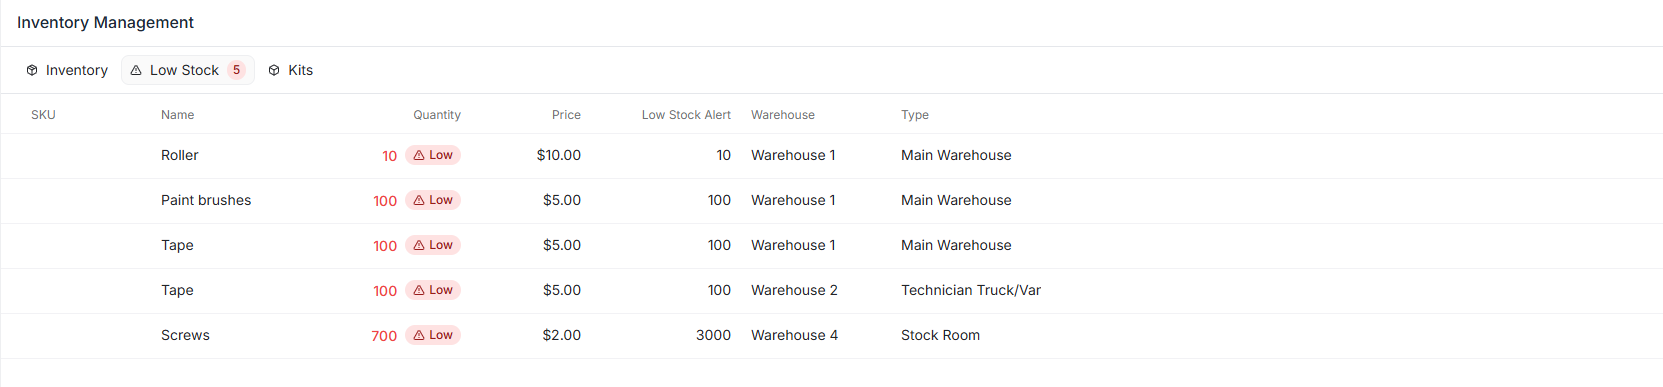 Inventory Management
Inventory Low Stock 5 Kits
SKU Name Quantity Price Low Stock Alert Warehouse Type
Roller 10 Low $10.00 10 Warehouse 1 Main Warehouse
Paint brushes 100 Low $5.00 100 Warehouse 1 Main Warehouse
Tape 100 Low $5.00 100 Warehouse 1 Main Warehouse
Tape 100 Low $5.00 100 Warehouse 2 Technician Truck/Var
Screws 700 Low $2.00 3000 Warehouse 4 Stock Room